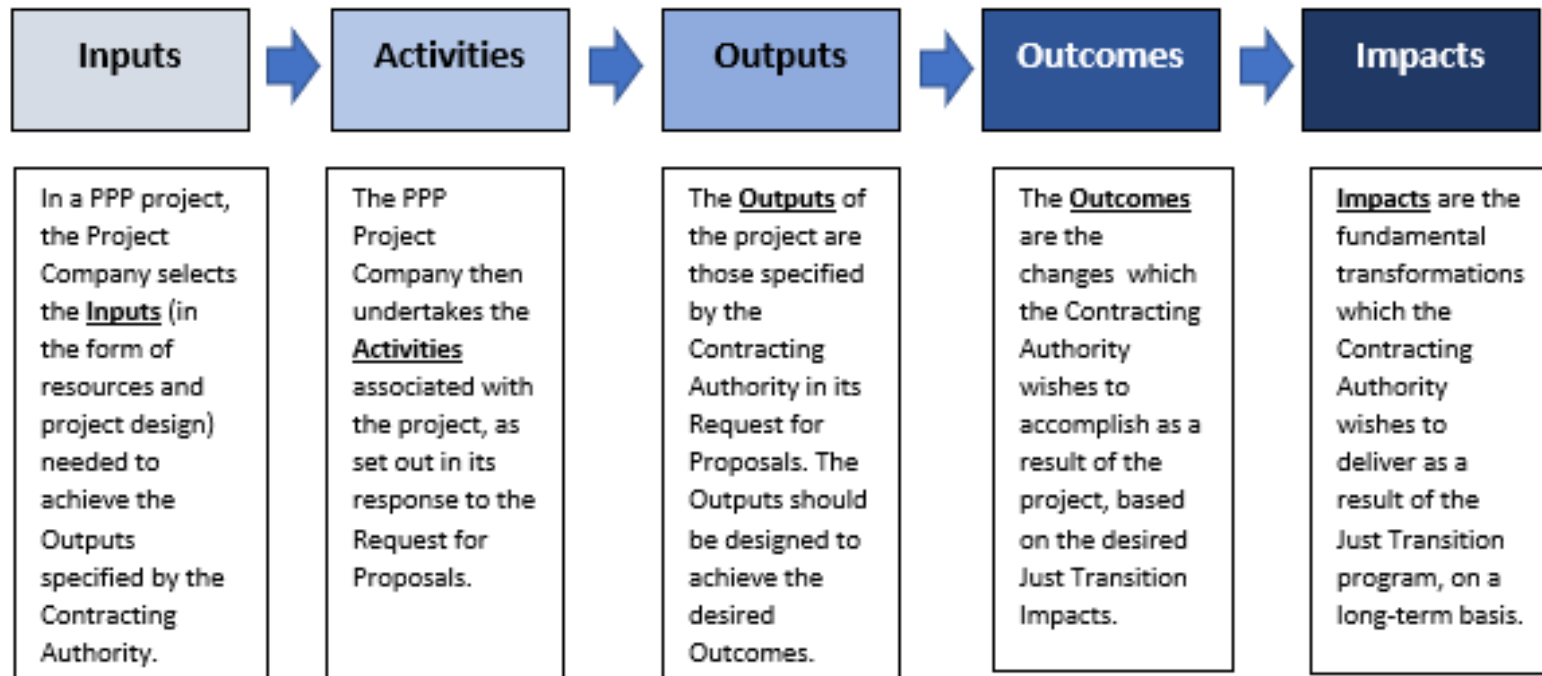 Inputs
Activities
Outputs
Outcomes
Impacts
In a PPP project,
the Project
Company selects
the Inputs (in
the form of
resources and
project design)
needed to
achieve the
Outputs
specified by the
Contracting
Authority.
The PPP
Project
Company then
undertakes the
Activities
associated with
the project, as
set out in its
response to the
Request for
Proposals.
The Outputs of
the project are
those specified
by the
Contracting
Authority in its
Request for
Proposals. The
Outputs should
be designed to
achieve the
desired
Outcomes.
The Outcomes
are the
changes which
the Contracting
Authority
wishes to
accomplish as a
result of the
project, based
on the desired
Just Transition
Impacts.
Impacts are the
fundamental
transformations
which the
Contracting
Authority
wishes to
deliver as a
result of the
Just Transition
program, on a
long-term basis.